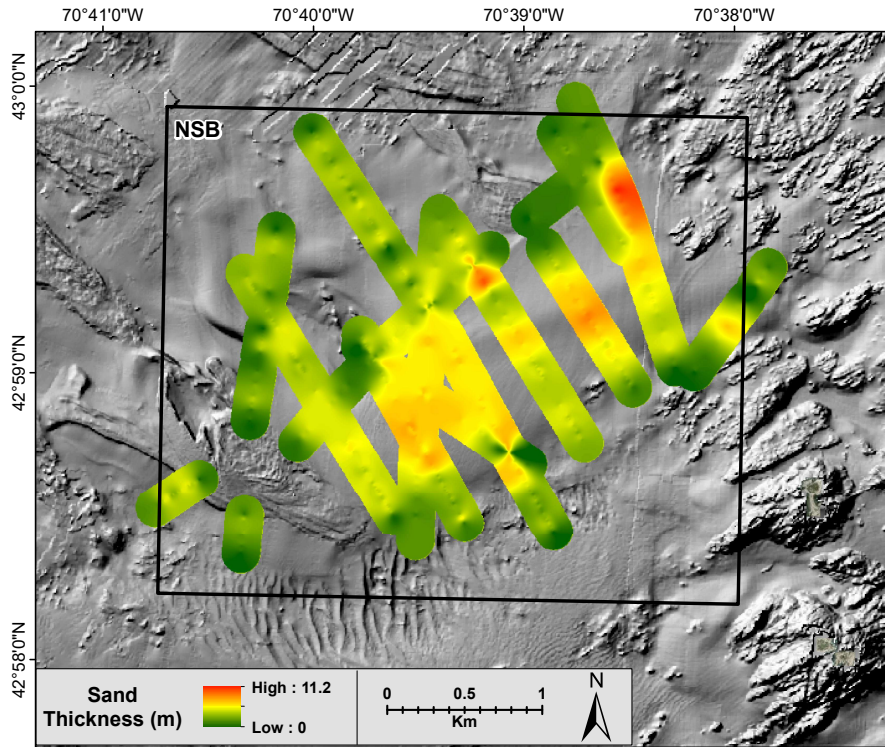 70°41'0"W 70°40'0"W 70°39'0"W 70°38'0"W
43°0'0"N
NSB
42°59'0"N
42°58'0"N
Sand
Thickness (m)
High : 11.2
Low : 0
0 0.5 1
Km
N